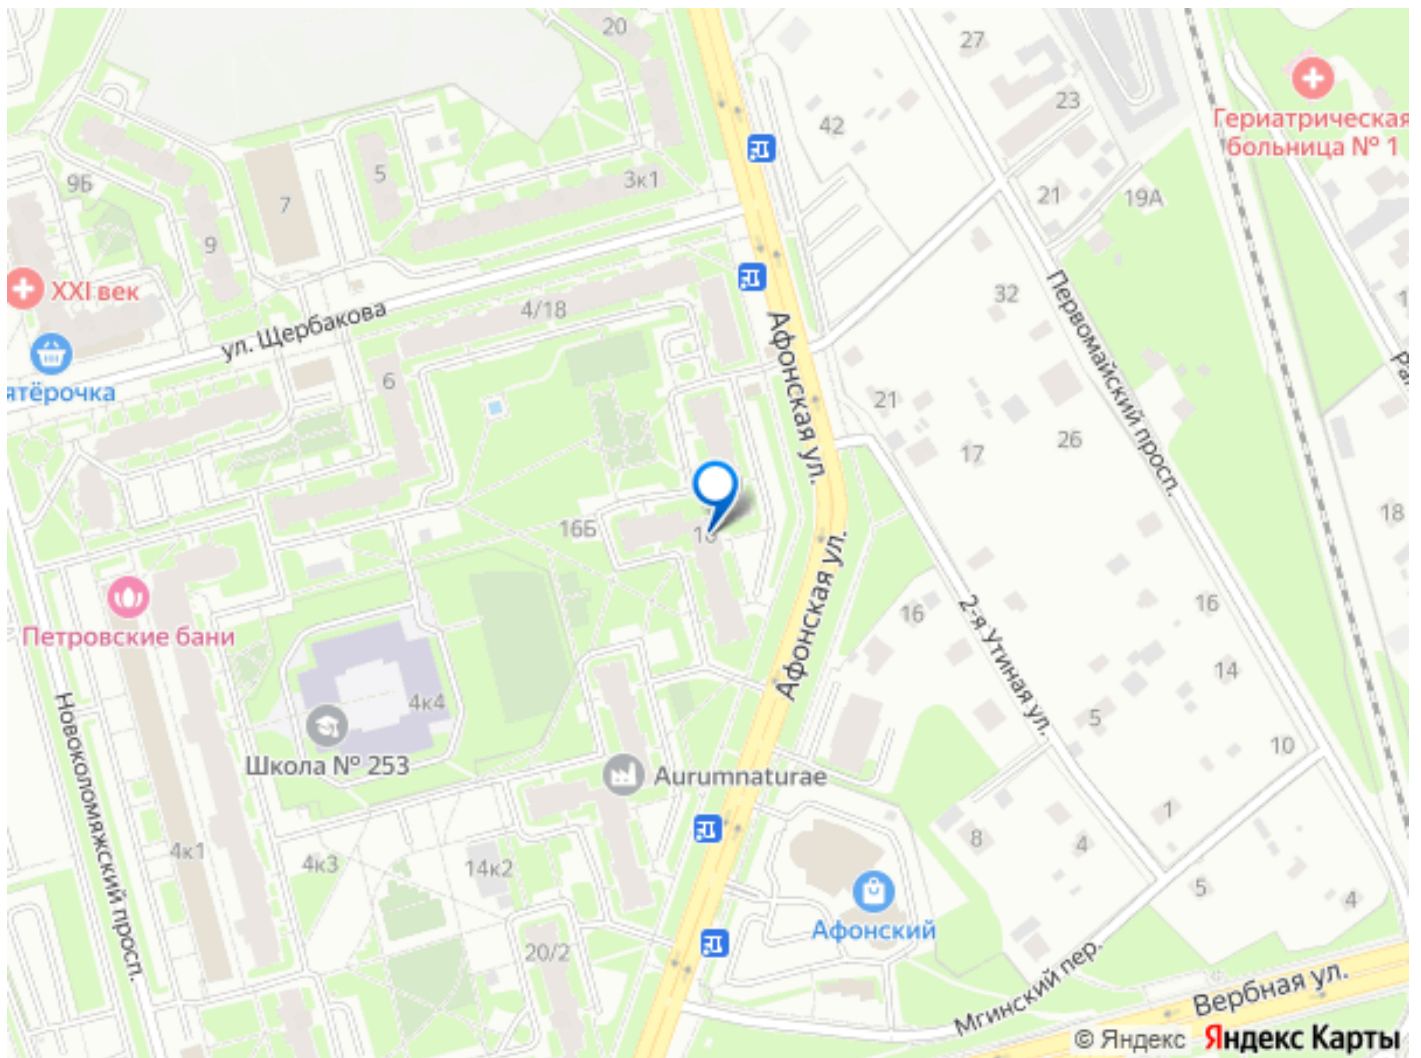 20
27
23
42
Гериатрическая
больница № 1
5
3к1
9Б
7
21
19А
9
XXI век
4/18
32
ул. Щербакова
Афонская ул.
Первомайский просп.
6
21
17
26
18
16Б
Афонская ул.
16
2-я Утиная ул.
16
14
Петровские бани
4к4
5
10
Школа № 253
Aurumnaturae
Новоколомяжский просп.
1
8
4
4к1
4к3
14к2
5
4
Афонский
20/2
Мгинский пер.
Вербная ул.
© Яндекс Яндекс Карты